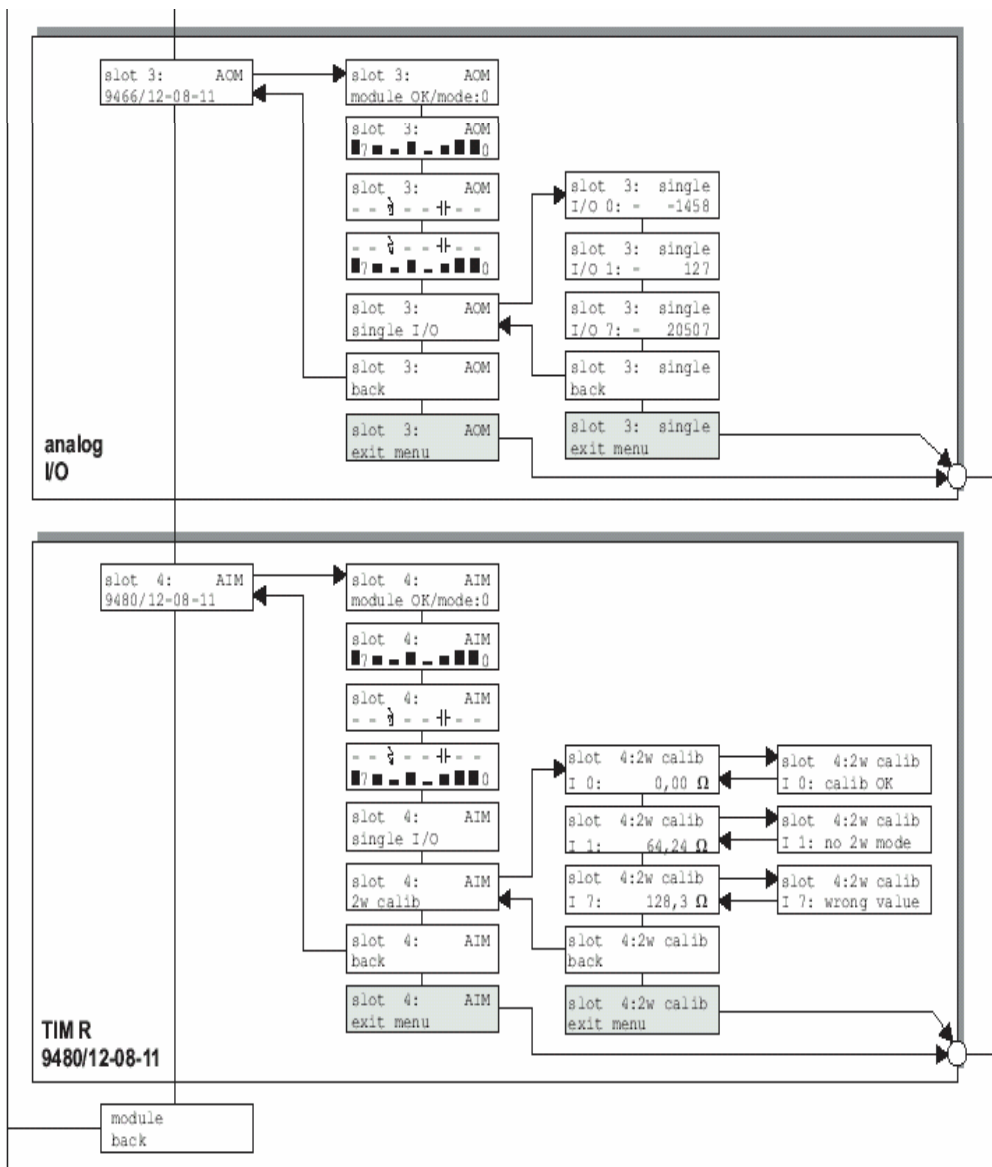 slot 3: AOM
9466/12-08-11
slot 3: AOM
module OK/mode:0
slot 3: AOM
7 0
slot 3: AOM
- - - - - -
- - - - - -
7 0
slot 3: AOM
single I/O
slot 3: AOM
back
slot 3: AOM
exit menu
slot 3: single
I/O 0: - -1458
slot 3: single
I/O 1: - 127
slot 3: single
I/O 7: - 20507
slot 3: single
back
slot 3: single
exit menu
analog
I/O
slot 4: AIM
9480/12-08-11
slot 4: AIM
module OK/mode:0
slot 4: AIM
7 0
slot 4: AIM
- - - - - -
- - - - - -
7 0
slot 4: AIM
single I/O
slot 4: AIM
2w calib
slot 4: AIM
back
slot 4: AIM
exit menu
slot 4:2w calib
I 0: 0,00 Ω
slot 4:2w calib
I 1: 64,24 Ω
slot 4:2w calib
I 7: 128,3 Ω
slot 4:2w calib
back
slot 4:2w calib
exit menu
slot 4:2w calib
I 0: calib OK
slot 4:2w calib
I 1: no 2w mode
slot 4:2w calib
I 7: wrong value
TIM R
9480/12-08-11
module
back